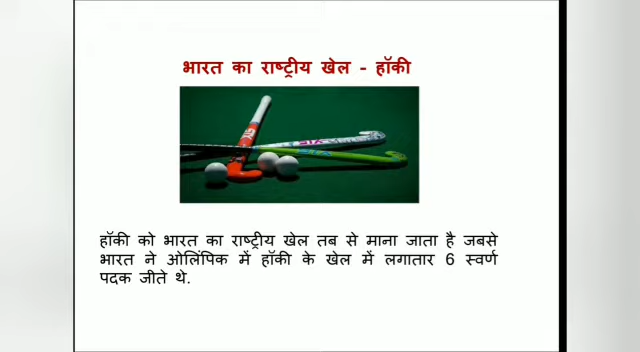 भारत का राष्ट्रीय खेल - हॉकी
हॉकी को भारत का राष्ट्रीय खेल तब से माना जाता है जबसे
भारत ने ओलिंपिक में हॉकी के खेल में लगातार 6 स्वर्ण
पदक जीते थे.